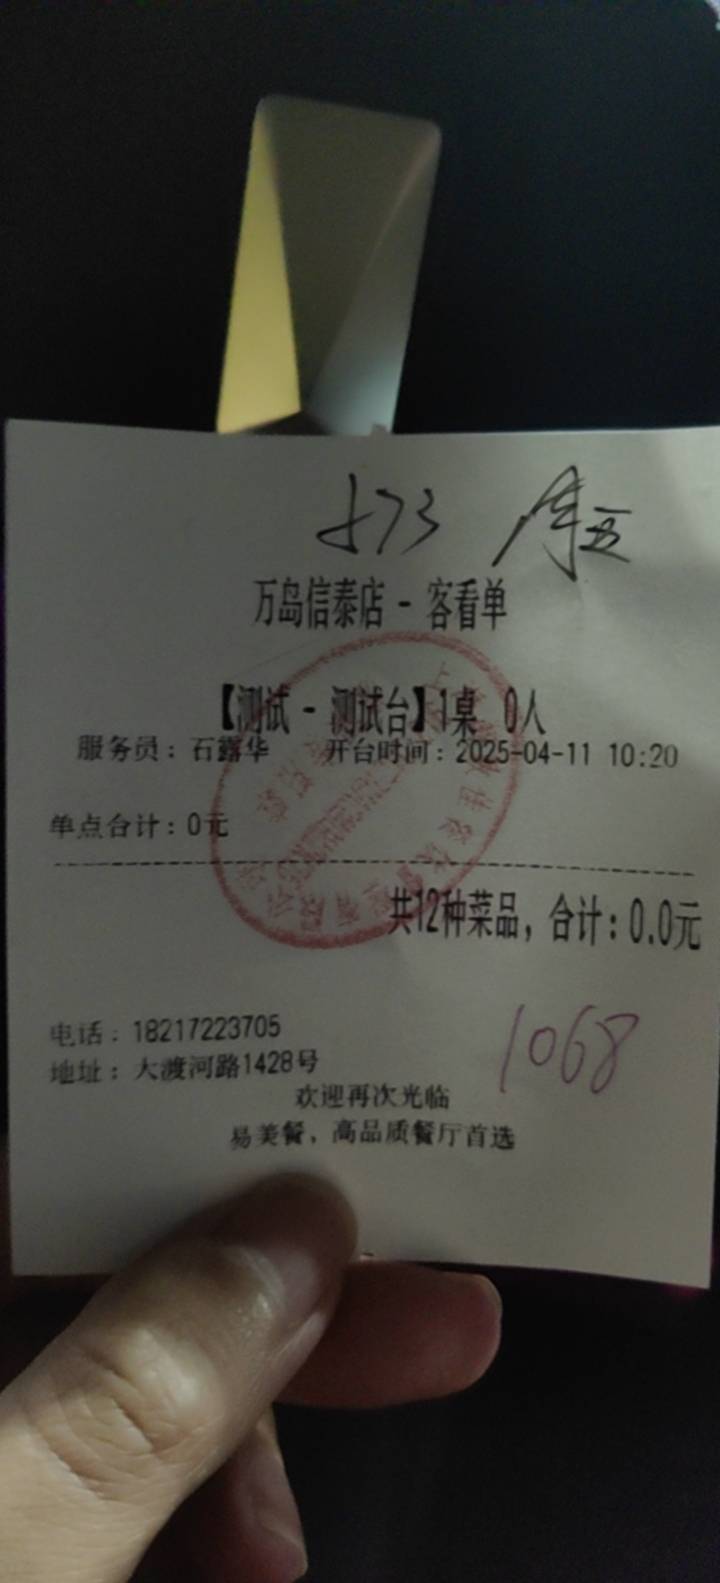 万岛信泰店 - 客看单
【测试 - 测试台】1桌 0人
服务员：石露华 开台时间：2025-04-11 10:20
单点合计：0元
共12种菜品，合计：0.0元
电话：18217223705
1068
地址：大渡河路1428号
欢迎再次光临
易美餐，高品质餐厅首选